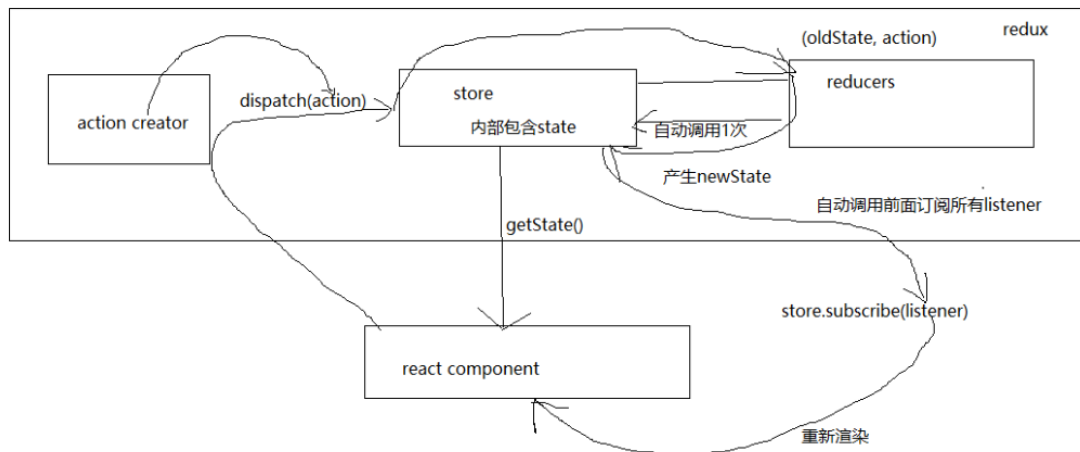 redux
(oldState, action)
reducers
action creator
dispatch(action)
store
内部包含state
自动调用1次
产生newState
自动调用前面订阅所有listener
getState()
store.subscribe(listener)
react component
重新渲染